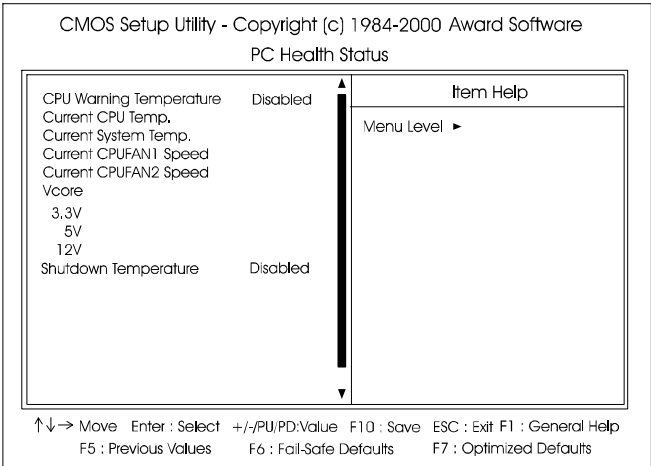 CMOS Setup Utility - Copyright (c) 1984-2000 Award Software
PC Health Status
CPU Warning Temperature Disabled
Current CPU Temp.
Current System Temp.
Current CPUFAN1 Speed
Current CPUFAN2 Speed
Vcore
3.3V
5V
12V
Shutdown Temperature Disabled
Item Help
Menu Level ►
↑↓→ Move Enter : Select +/-/PU/PD:Value F10 : Save ESC : Exit F1 : General Help
F5 : Previous Values F6 : Fail-Safe Defaults F7 : Optimized Defaults